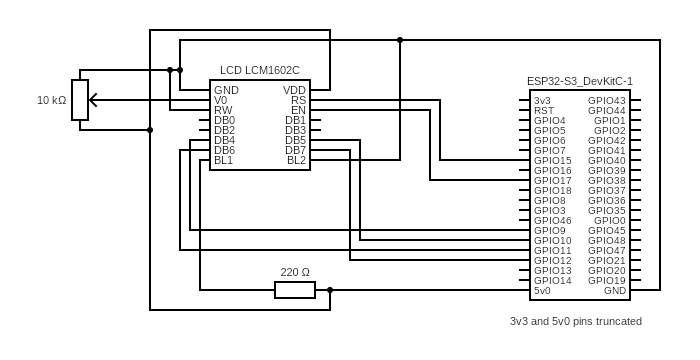 LCD LCM1602C
GND VDD
V0 RS
RW EN
DB0 DB1
DB2 DB3
DB4 DB5
DB6 DB7
BL1 BL2
10 kΩ
220 Ω
ESP32-S3_DevKitC-1
3v3 GPIO43
RST GPIO44
GPIO4 GPIO1
GPIO5 GPIO2
GPIO6 GPIO42
GPIO7 GPIO41
GPIO15 GPIO40
GPIO16 GPIO39
GPIO17 GPIO38
GPIO18 GPIO37
GPIO8 GPIO36
GPIO3 GPIO35
GPIO46 GPIO0
GPIO9 GPIO45
GPIO10 GPIO48
GPIO11 GPIO47
GPIO12 GPIO21
GPIO13 GPIO20
GPIO14 GPIO19
5v0 GND
3v3 and 5v0 pins truncated